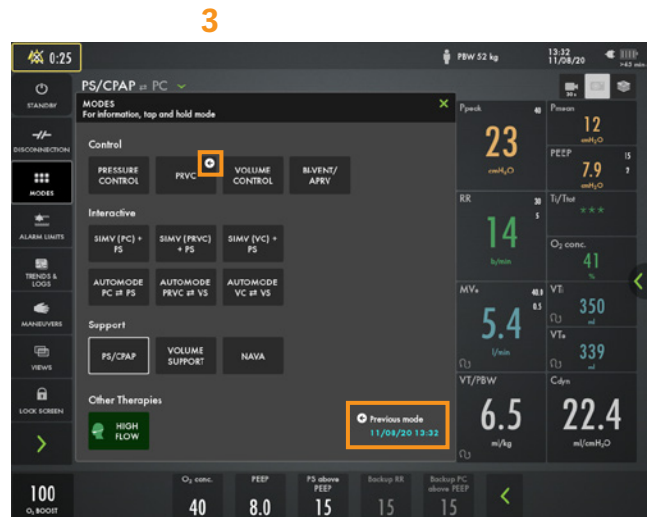 3
0:25
PBW 52 kg
13:32
11/08/20
>45 min
PS/CPAP ⇌ PC
30 s
STANDBY
DISCONNECTION
MODES
ALARM LIMITS
TRENDS &
LOGS
MANEUVERS
VIEWS
LOCK SCREEN
MODES
For information, tap and hold mode
Control
PRESSURE
CONTROL
PRVC
VOLUME
CONTROL
BI-VENT/
APRV
Interactive
SIMV (PC) +
PS
SIMV (PRVC)
+ PS
SIMV (VC) +
PS
AUTOMODE
PC ⇌ PS
AUTOMODE
PRVC ⇌ VS
AUTOMODE
VC ⇌ VS
Support
PS/CPAP
VOLUME
SUPPORT
NAVA
Other Therapies
HIGH
FLOW
Previous mode
11/08/20 13:32
Ppeak 40
23
cmH₂O
Pmean
12
cmH₂O
PEEP 15
7.9 2
cmH₂O
RR 30
5
14
b/min
Ti/Ttot
***
O₂ conc.
41
%
MVe 40.0
0.5
5.4
l/min
VTi
350
ml
VTe
339
ml
VT/PBW
6.5
ml/kg
Cdyn
22.4
ml/cmH₂O
100
O₂ BOOST
O₂ conc.
40
PEEP
8.0
PS above
PEEP
15
Backup RR
15
Backup PC
above PEEP
15